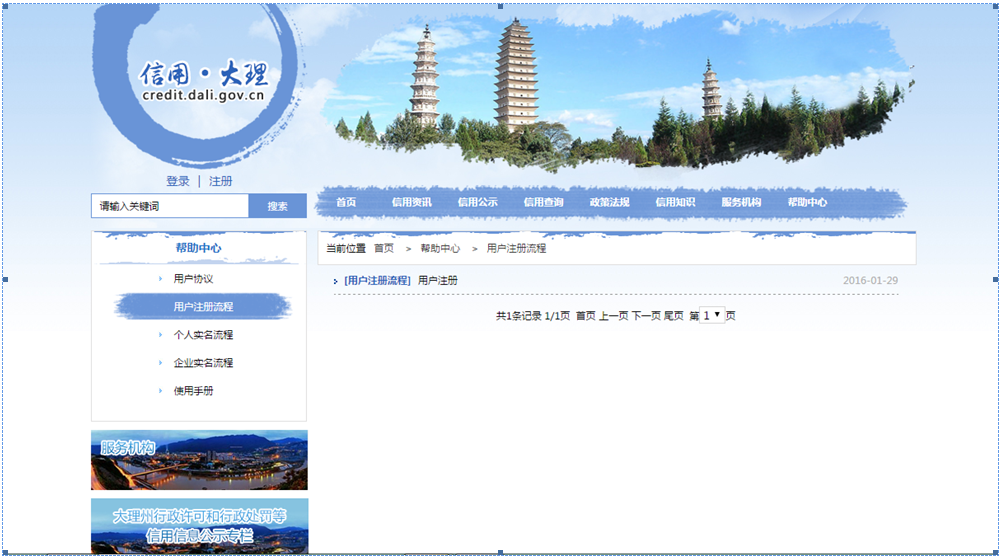 信用·大理
credit.dali.gov.cn
登录 | 注册
请输入关键词 搜索
首页 信用资讯 信用公示 信用查询 政策法规 信用知识 服务机构 帮助中心
帮助中心
用户协议
用户注册流程
个人实名流程
企业实名流程
使用手册
当前位置 首页 > 帮助中心 > 用户注册流程
[用户注册流程] 用户注册 2016-01-29
共1条记录 1/1页 首页 上一页 下一页 尾页 第 1 页
服务机构
大理州行政许可和行政处罚等
信用信息公示专栏